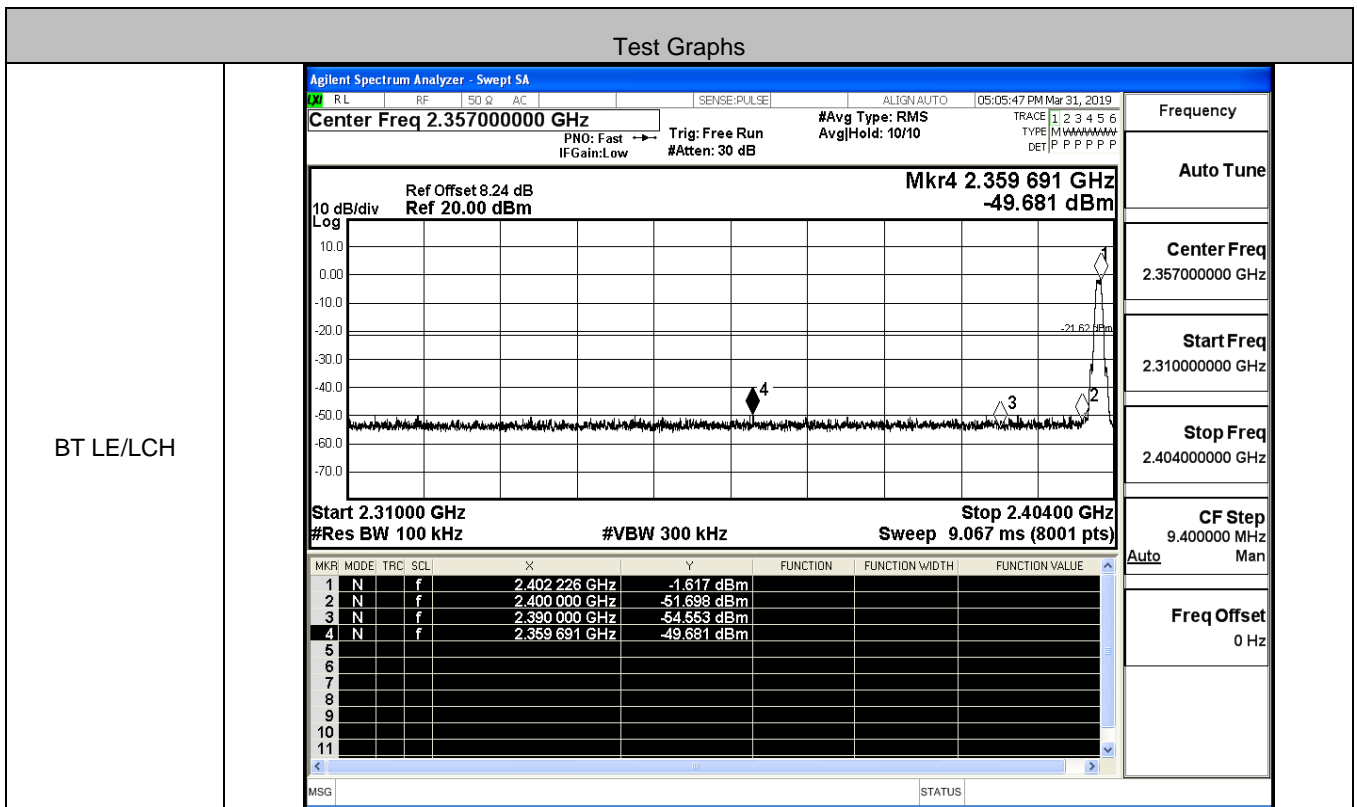 Test Graphs
BT LE/LCH
Agilent Spectrum Analyzer - Swept SA
LXI RL RF 50 Ω AC SENSE:PULSE ALIGN AUTO 05:05:47 PM Mar 31, 2019
Center Freq 2.357000000 GHz
PNO: Fast
IFGain:Low
Trig: Free Run
#Atten: 30 dB
#Avg Type: RMS
Avg|Hold: 10/10
TRACE 1 2 3 4 5 6
TYPE M WWWWW
DET P P P P P P
Mkr4 2.359 691 GHz
-49.681 dBm
Ref Offset 8.24 dB
10 dB/div Ref 20.00 dBm
Log
10.0
0.00
-10.0
-20.0
-30.0
-40.0
-50.0
-60.0
-70.0
1
-21.62 dBm
4
3
2
Start 2.31000 GHz Stop 2.40400 GHz
#Res BW 100 kHz #VBW 300 kHz Sweep 9.067 ms (8001 pts)
MKR MODE TRC SCL X Y FUNCTION FUNCTION WIDTH FUNCTION VALUE
1 N f 2.402 226 GHz -1.617 dBm
2 N f 2.400 000 GHz -51.698 dBm
3 N f 2.390 000 GHz -54.553 dBm
4 N f 2.359 691 GHz -49.681 dBm
5
6
7
8
9
10
11
MSG STATUS
Frequency
Auto Tune
Center Freq
2.357000000 GHz
Start Freq
2.310000000 GHz
Stop Freq
2.404000000 GHz
CF Step
9.400000 MHz
Auto Man
Freq Offset
0 Hz